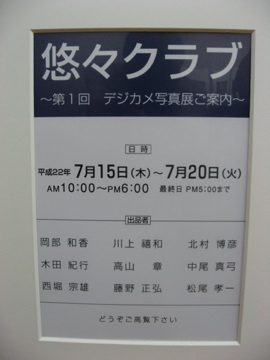 悠々クラブ
～第1回 デジカメ写真展ご案内～
日時
平成22年 7月15日(木)～7月20日(火)
AM10:00～PM6:00 最終日 PM5:00まで
出品者
岡部 和香 川上 禧和 北村 博彦
木田 紀行 高山 章 中尾 真弓
西堀 宗雄 藤野 正弘 松尾 孝一
どうぞご高覧下さい